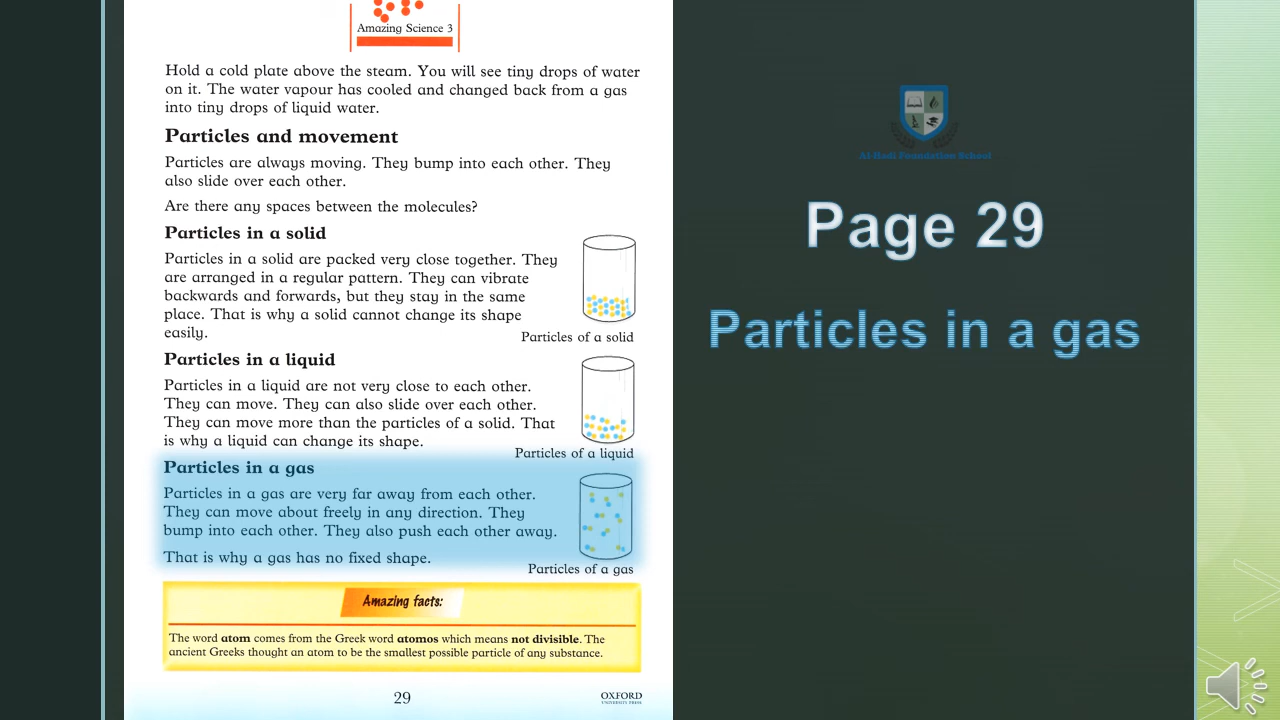 Amazing Science 3
Hold a cold plate above the steam. You will see tiny drops of water
on it. The water vapour has cooled and changed back from a gas
into tiny drops of liquid water.
Particles and movement
Particles are always moving. They bump into each other. They
also slide over each other.
Are there any spaces between the molecules?
Particles in a solid
Particles in a solid are packed very close together. They
are arranged in a regular pattern. They can vibrate
backwards and forwards, but they stay in the same
place. That is why a solid cannot change its shape
easily.
Particles of a solid
Particles in a liquid
Particles in a liquid are not very close to each other.
They can move. They can also slide over each other.
They can move more than the particles of a solid. That
is why a liquid can change its shape.
Particles of a liquid
Particles in a gas
Particles in a gas are very far away from each other.
They can move about freely in any direction. They
bump into each other. They also push each other away.
That is why a gas has no fixed shape.
Particles of a gas
Amazing facts:
The word atom comes from the Greek word atomos which means not divisible. The
ancient Greeks thought an atom to be the smallest possible particle of any substance.
29
OXFORD
UNIVERSITY PRESS
Al-Hadi Foundation School
Page 29
Particles in a gas